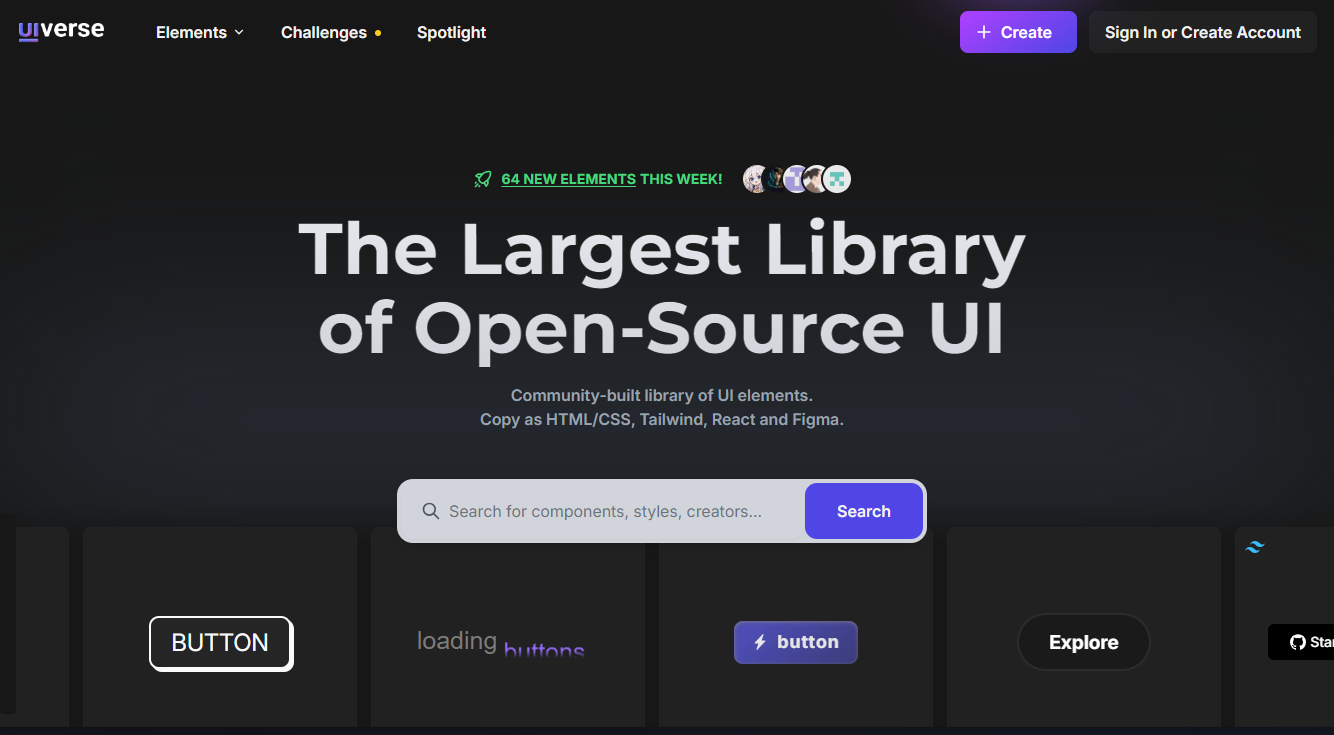 uiverse
Elements
Challenges
Spotlight
Create
Sign In or Create Account
64 NEW ELEMENTS THIS WEEK!
The Largest Library
of Open-Source UI
Community-built library of UI elements.
Copy as HTML/CSS, Tailwind, React and Figma.
Search for components, styles, creators...
Search
BUTTON
loading buttons
button
Explore
Star